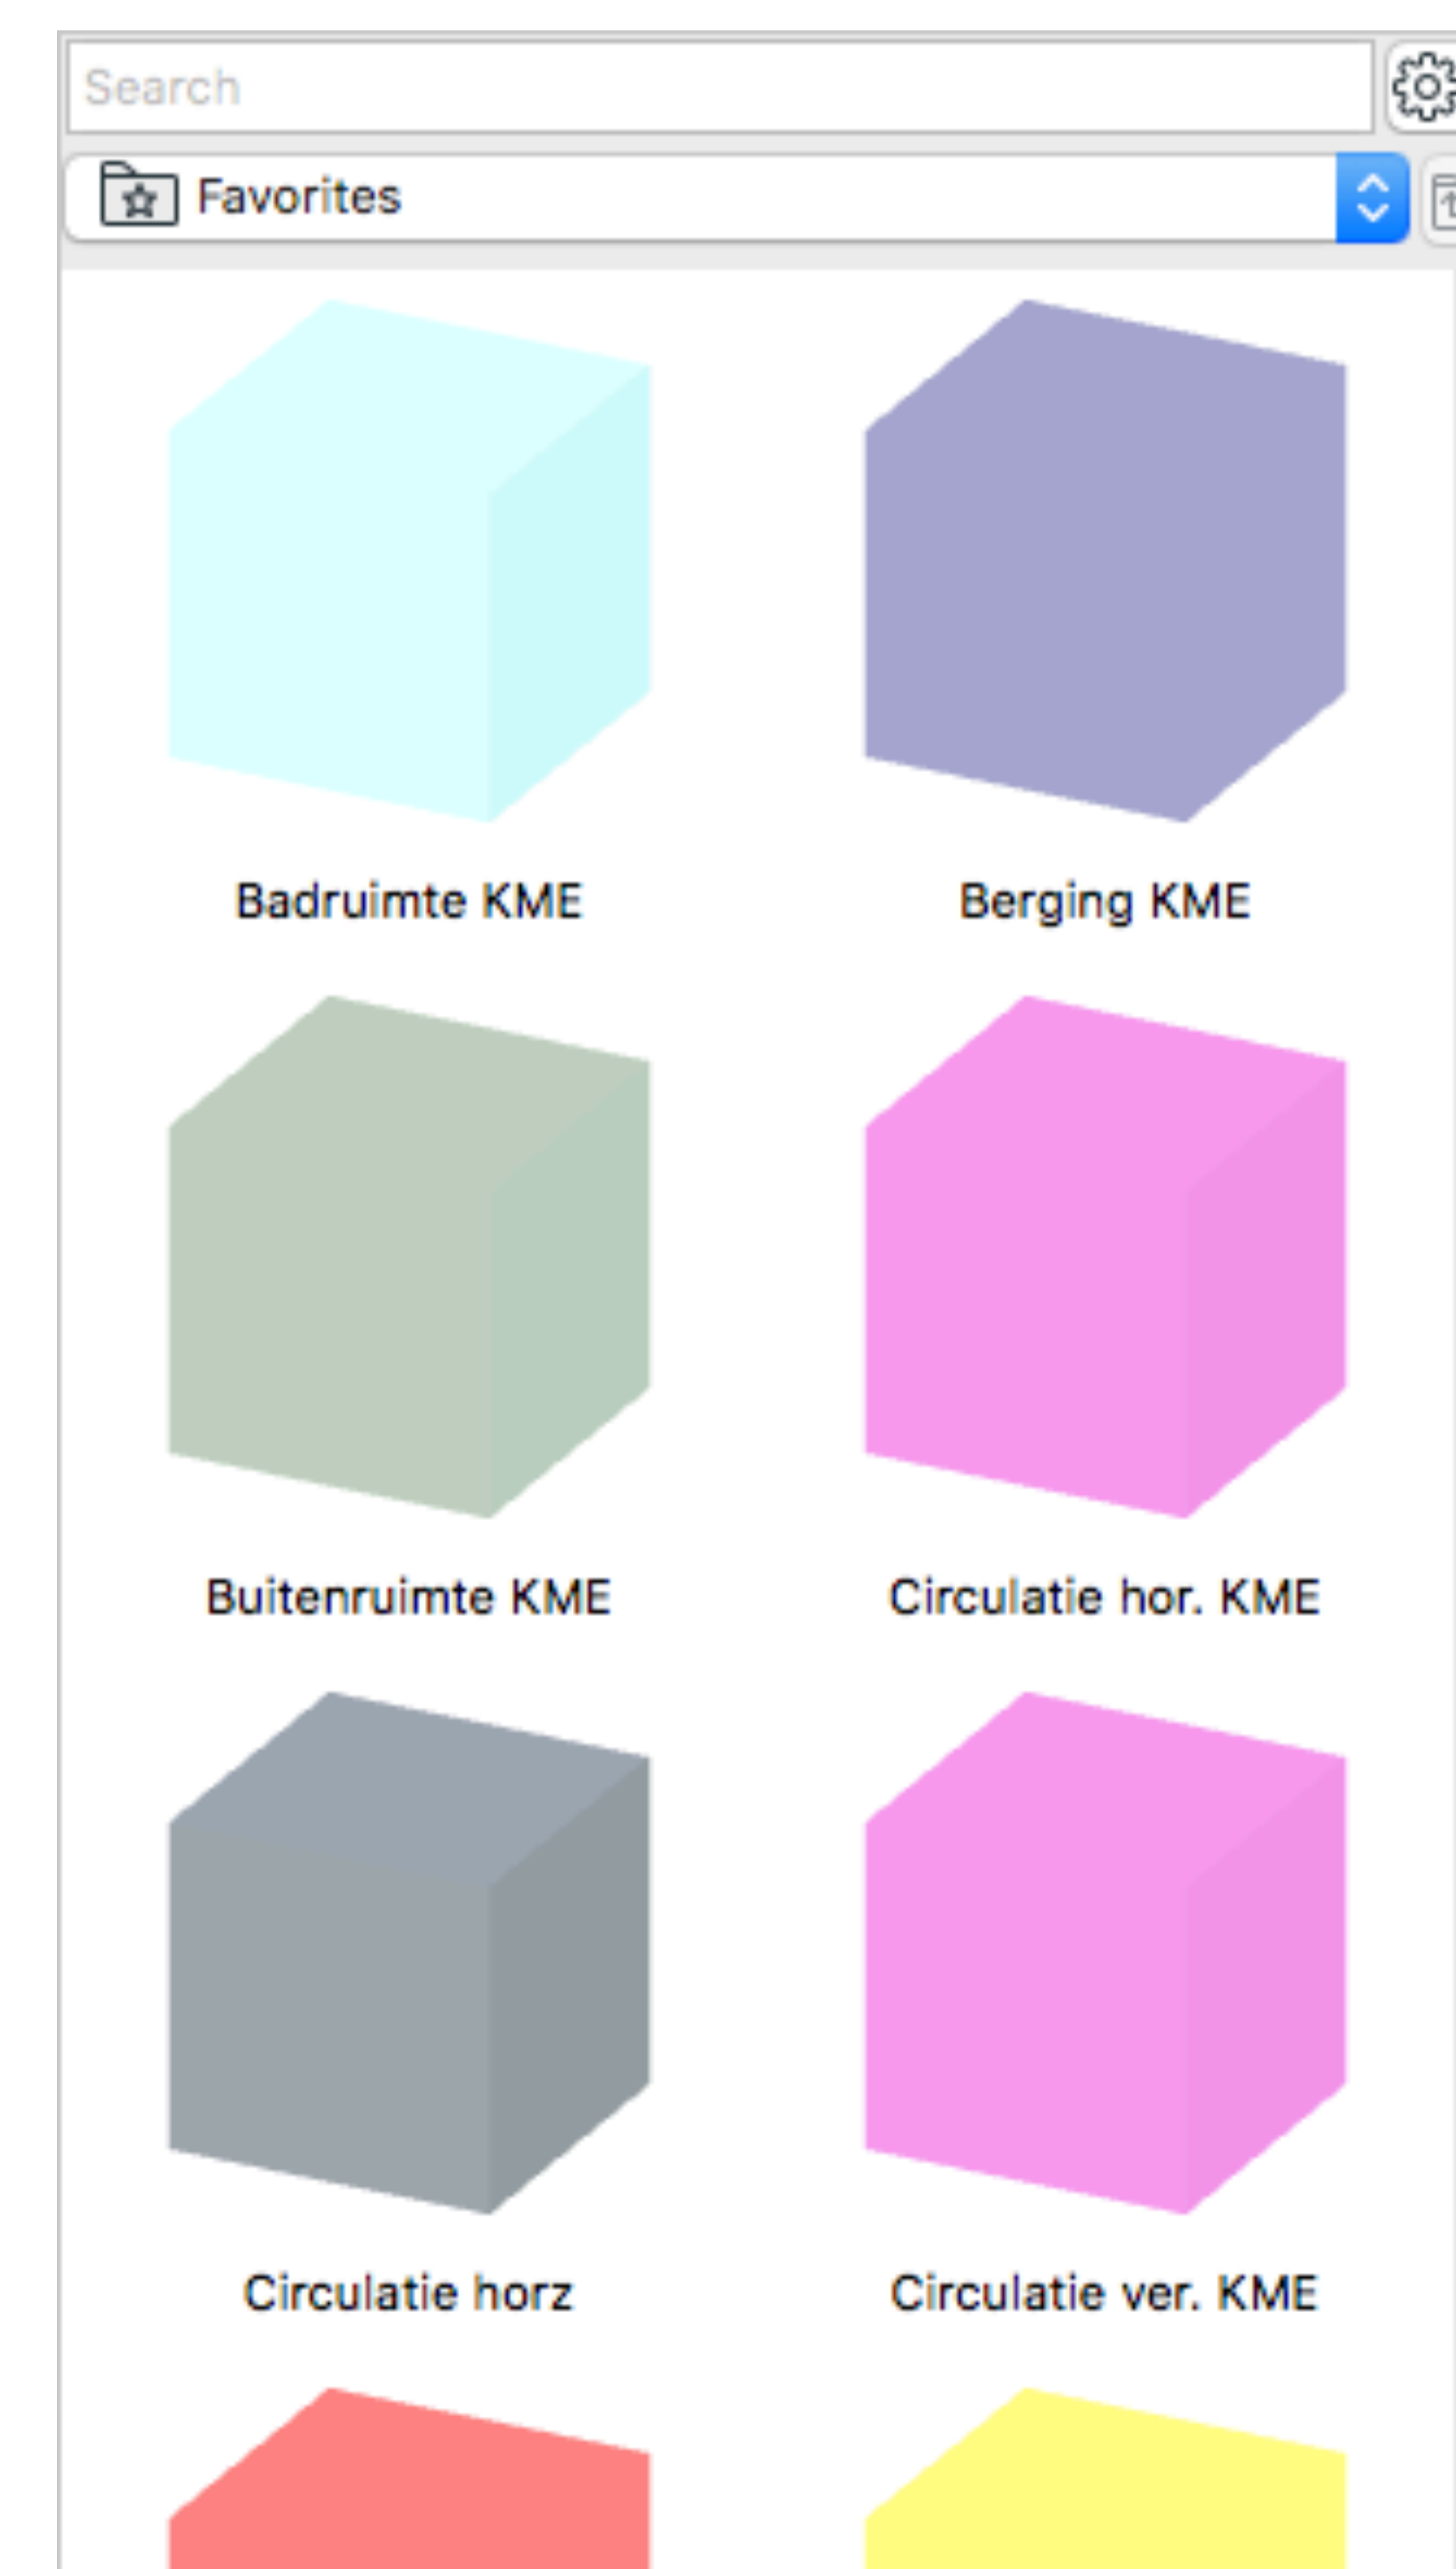 Search
Favorites
Badruimte KME
Berging KME
Buitenruimte KME
Circulatie hor. KME
Circulatie horz
Circulatie ver. KME